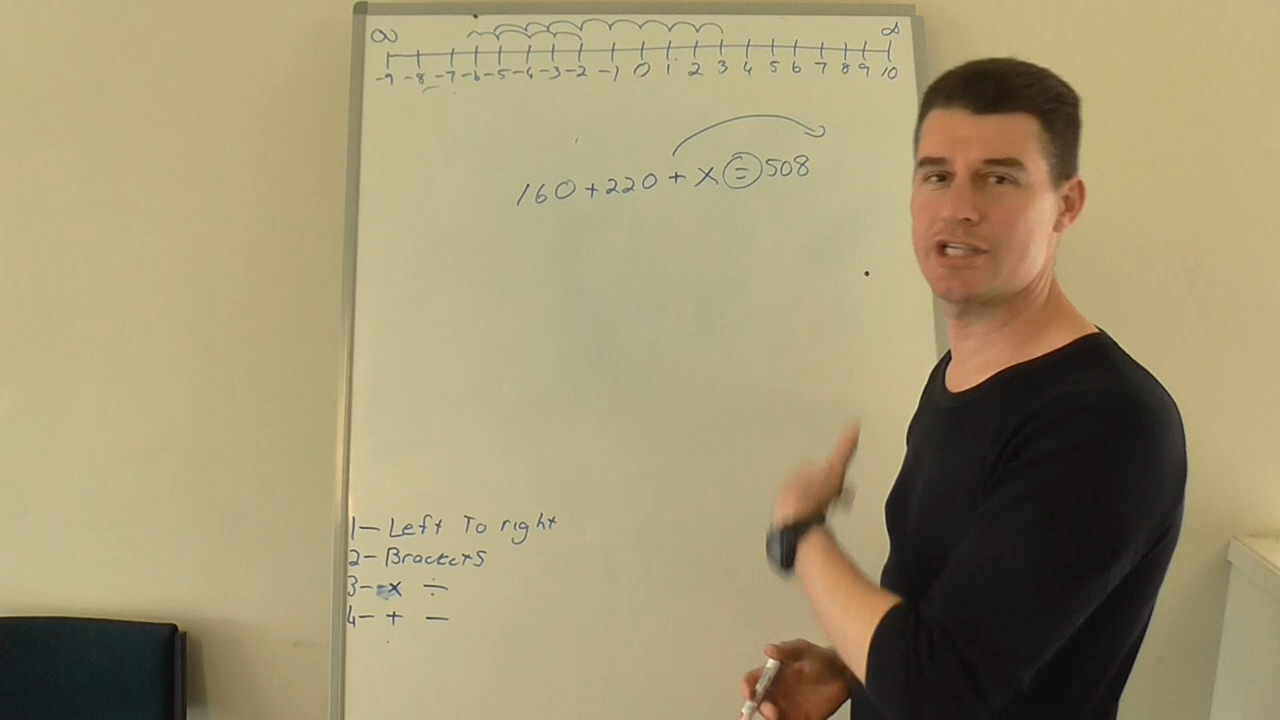 ∞ ∞
-9 -8 -7 -6 -5 -4 -3 -2 -1 0 1 2 3 4 5 6 7 8 9 10
160+220+x=508
1- Left To right
2- Brackets
3- x ÷
4- + -